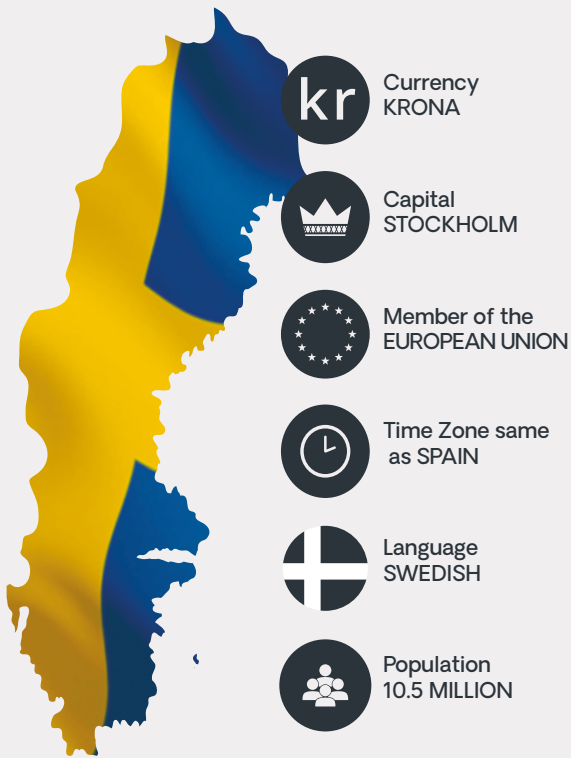 kr
Currency
KRONA
Capital
STOCKHOLM
Member of the
EUROPEAN UNION
Time Zone same
as SPAIN
Language
SWEDISH
Population
10.5 MILLION